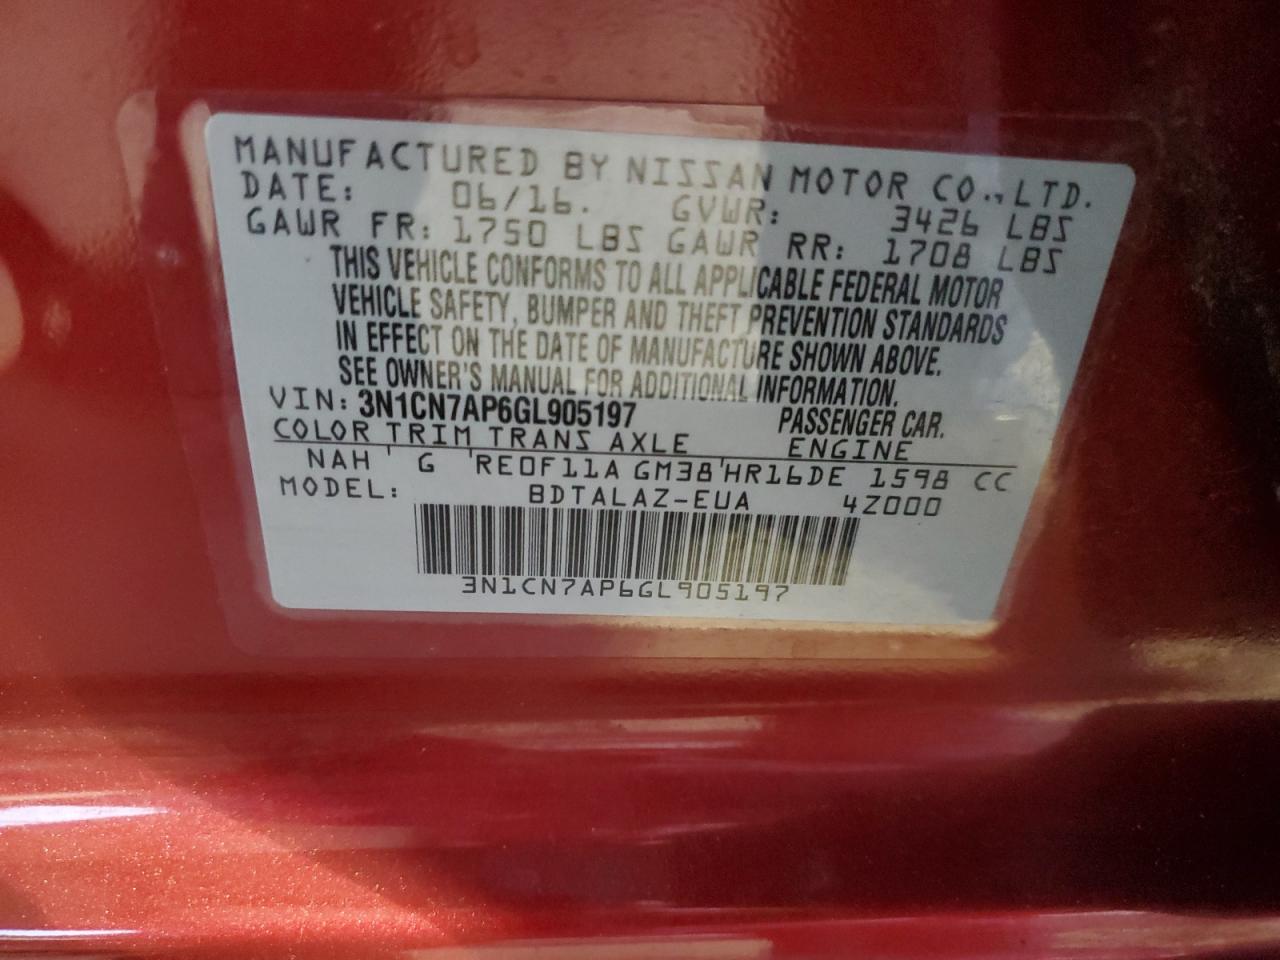 MANUFACTURED BY NISSAN MOTOR CO., LTD.
DATE: 06/16. GVWR: 3426 LBS
GAWR FR: 1750 LBS GAWR RR: 1708 LBS
THIS VEHICLE CONFORMS TO ALL APPLICABLE FEDERAL MOTOR
VEHICLE SAFETY, BUMPER AND THEFT PREVENTION STANDARDS
IN EFFECT ON THE DATE OF MANUFACTURE SHOWN ABOVE.
SEE OWNER'S MANUAL FOR ADDITIONAL INFORMATION.
VIN: 3N1CN7AP6GL905197 PASSENGER CAR.
COLOR TRIM TRANS AXLE ENGINE
NAH ' G 'RE0F11A GM38'HR16DE 1598 CC
MODEL: BDTALAZ-EUA 4Z000
3N1CN7AP6GL905197